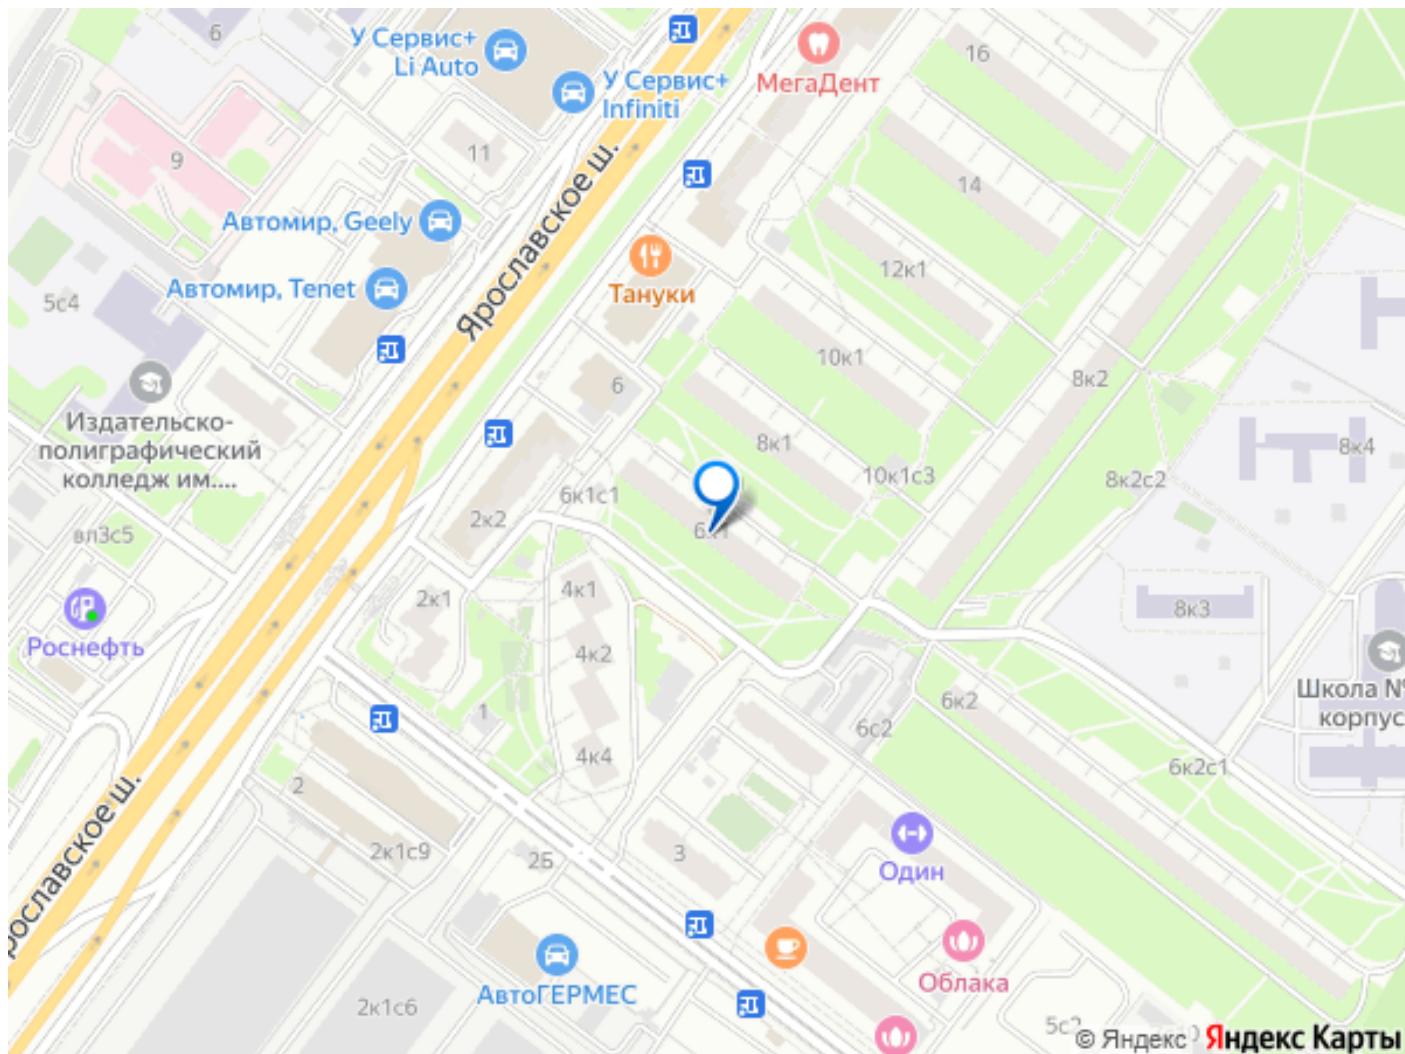 6
У Сервис+
Li Auto
МегаДент
16
У Сервис+
Infiniti
9
11
Ярославское ш.
14
Автомир, Geely
12к1
Автомир, Tenet
Тануки
5с4
10к1
6
8к2
Издательско-
полиграфический
колледж им....
8к1
8к4
10к1с3
8к2с2
6к1с1
2к2
вл3с5
4к1
2к1
8к3
Роснефть
4к2
Школа №
корпус
6к2
1
6с2
4к4
6к2с1
2
Ярославское ш.
2к1с9
2Б
3
Один
Облака
АвтоГЕРМЕС
2к1с6
© Яндекс
Яндекс Карты